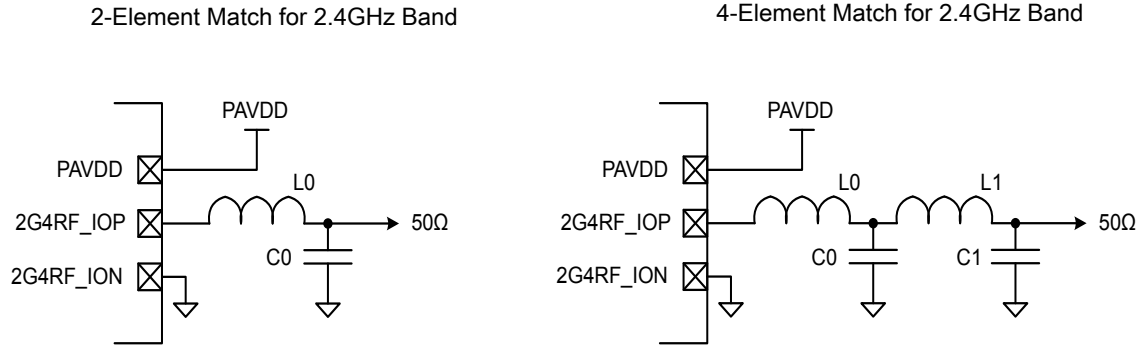 2-Element Match for 2.4GHz Band
PAVDD
PAVDD
L0
2G4RF_IOP
50Ω
C0
2G4RF_ION
4-Element Match for 2.4GHz Band
PAVDD
PAVDD
L0
L1
2G4RF_IOP
50Ω
C0
C1
2G4RF_ION